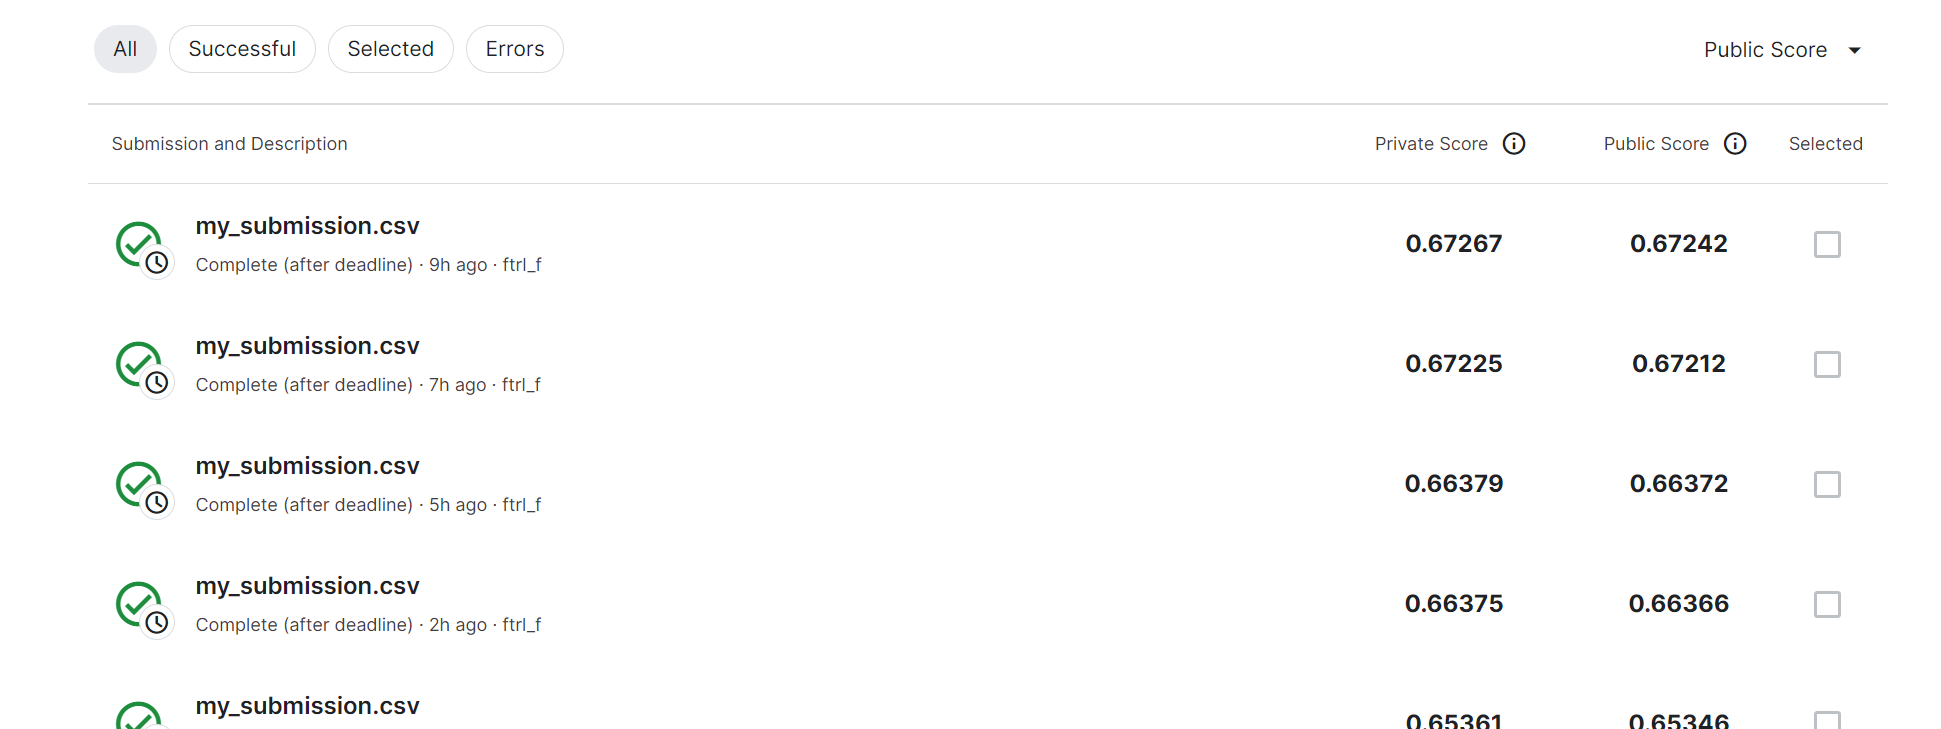 All Successful Selected Errors Public Score
Submission and Description Private Score Public Score Selected
my_submission.csv
0.67267 0.67242
Complete (after deadline) · 9h ago · ftrl_f
my_submission.csv
0.67225 0.67212
Complete (after deadline) · 7h ago · ftrl_f
my_submission.csv
0.66379 0.66372
Complete (after deadline) · 5h ago · ftrl_f
my_submission.csv
0.66375 0.66366
Complete (after deadline) · 2h ago · ftrl_f
my_submission.csv
0.65361 0.65346